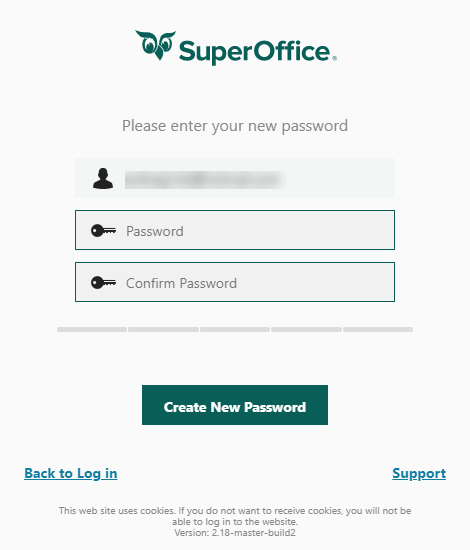 SuperOffice®
Please enter your new password
Password
Confirm Password
Create New Password
Back to Log in
Support
This web site uses cookies. If you do not want to receive cookies, you will not be
able to log in to the website.
Version: 2.18-master-build2